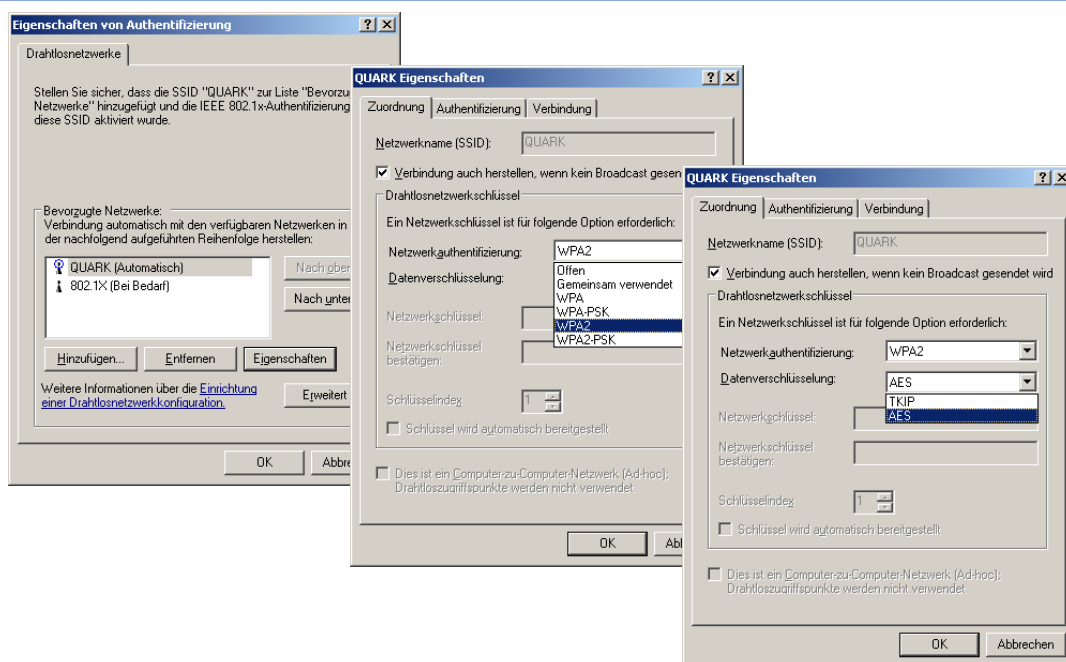 Eigenschaften von Authentifizierung
Drahtlosnetzwerke
Stellen Sie sicher, dass die SSID "QUARK" zur Liste "Bevorzu
Netzwerke" hinzugefügt und die IEEE 802.1x-Authentifizierung
diese SSID aktiviert wurde.
Bevorzugte Netzwerke:
Verbindung automatisch mit den verfügbaren Netzwerken in
der nachfolgend aufgeführten Reihenfolge herstellen:
QUARK (Automatisch)
802.1X (Bei Bedarf)
Nach ober
Nach unter
Hinzufügen...
Entfernen
Eigenschaften
Weitere Informationen über die Einrichtung
einer Drahtlosnetzwerkkonfiguration.
Erweitert
OK
Abbre
QUARK Eigenschaften
Zuordnung
Authentifizierung
Verbindung
Netzwerkname (SSID):
QUARK
Verbindung auch herstellen, wenn kein Broadcast gesen
Drahtlosnetzwerkschlüssel
Ein Netzwerkschlüssel ist für folgende Option erforderlich:
Netzwerkauthentifizierung:
WPA2
Datenverschlüsselung:
Offen
Gemeinsam verwendet
WPA
WPA-PSK
WPA2
WPA2-PSK
Netzwerkschlüssel:
Netzwerkschlüssel
bestätigen:
Schlüsselindex
1
Schlüssel wird automatisch bereitgestellt
Dies ist ein Computer-zu-Computer-Netzwerk (Ad-hoc);
Drahtloszugriffspunkte werden nicht verwendet
OK
Abl
QUARK Eigenschaften
Zuordnung
Authentifizierung
Verbindung
Netzwerkname (SSID):
QUARK
Verbindung auch herstellen, wenn kein Broadcast gesendet wird
Drahtlosnetzwerkschlüssel
Ein Netzwerkschlüssel ist für folgende Option erforderlich:
Netzwerkauthentifizierung:
WPA2
Datenverschlüsselung:
AES
TKIP
AES
Netzwerkschlüssel:
Netzwerkschlüssel
bestätigen:
Schlüsselindex
1
Schlüssel wird automatisch bereitgestellt
Dies ist ein Computer-zu-Computer-Netzwerk (Ad-hoc);
Drahtloszugriffspunkte werden nicht verwendet
OK
Abbrechen